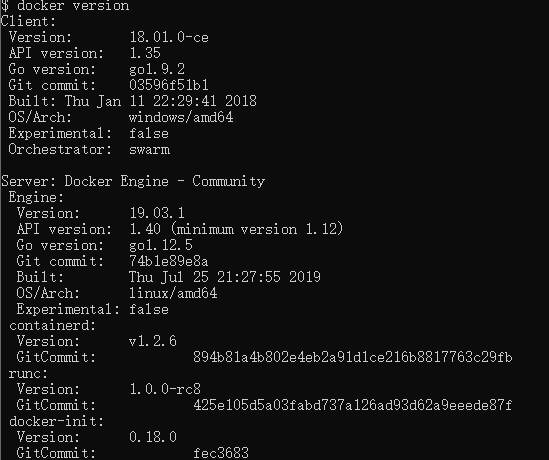 $ docker version
Client:
Version: 18.01.0-ce
API version: 1.35
Go version: go1.9.2
Git commit: 03596f51b1
Built: Thu Jan 11 22:29:41 2018
OS/Arch: windows/amd64
Experimental: false
Orchestrator: swarm
Server: Docker Engine - Community
Engine:
Version: 19.03.1
API version: 1.40 (minimum version 1.12)
Go version: go1.12.5
Git commit: 74b1e89e8a
Built: Thu Jul 25 21:27:55 2019
OS/Arch: linux/amd64
Experimental: false
containerd:
Version: v1.2.6
GitCommit: 894b81a4b802e4eb2a91d1ce216b8817763c29fb
runc:
Version: 1.0.0-rc8
GitCommit: 425e105d5a03fabd737a126ad93d62a9eeede87f
docker-init:
Version: 0.18.0
GitCommit: fec3683